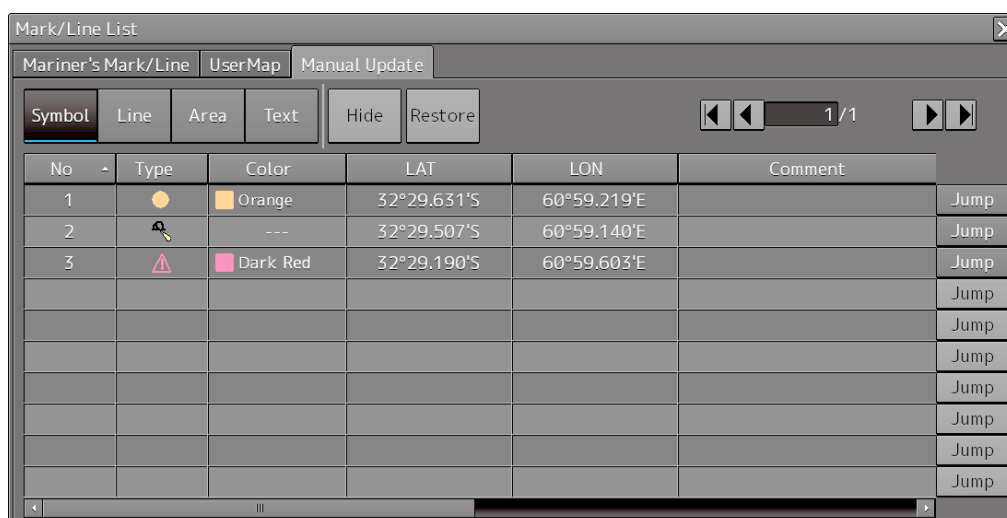 Mark/Line List
Mariner's Mark/Line UserMap Manual Update
Symbol Line Area Text Hide Restore 1/1
No Type Color LAT LON Comment
1 Orange 32°29.631'S 60°59.219'E Jump
2 --- 32°29.507'S 60°59.140'E Jump
3 Dark Red 32°29.190'S 60°59.603'E Jump
Jump
Jump
Jump
Jump
Jump
Jump
Jump